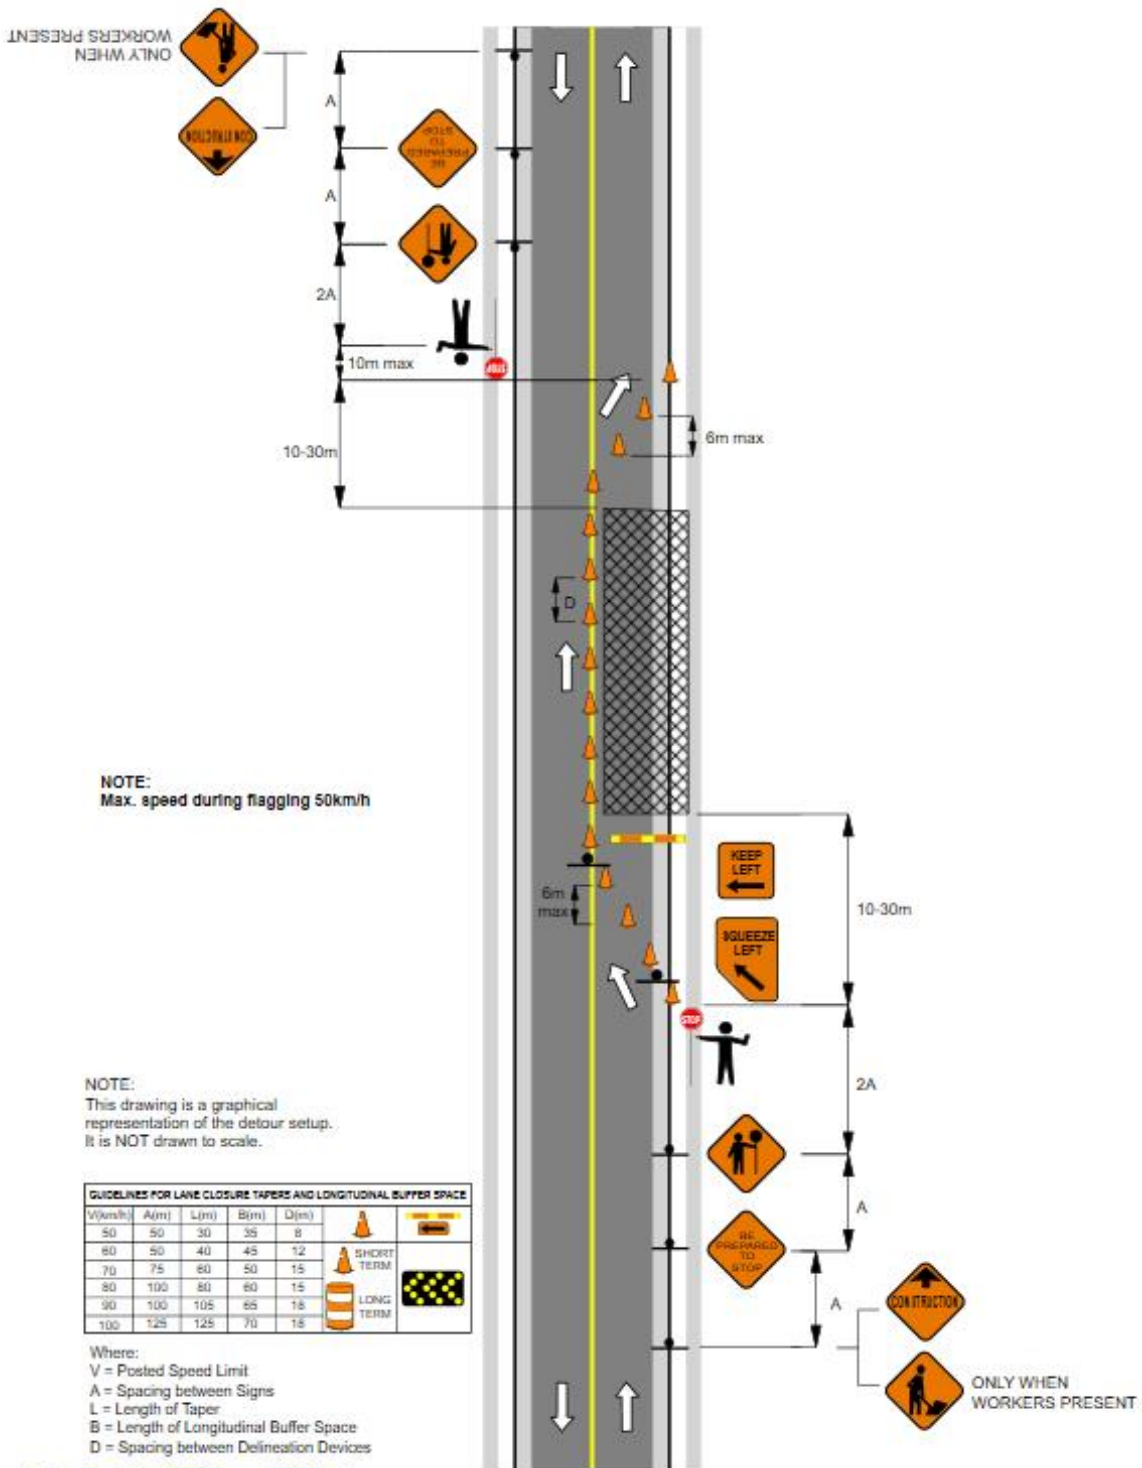 ONLY WHEN
WORKERS PRESENT
CONSTRUCTION
A
BE
PREPARED
TO
STOP
A
2A
10m max
STOP
10-30m
6m max
D
NOTE:
Max. speed during flagging 50km/h
6m
max
KEEP
LEFT
SQUEEZE
LEFT
10-30m
STOP
2A
A
BE
PREPARED
TO
STOP
A
CONSTRUCTION
ONLY WHEN
WORKERS PRESENT
NOTE:
This drawing is a graphical
representation of the detour setup.
It is NOT drawn to scale.
GUIDELINES FOR LANE CLOSURE TAPERS AND LONGITUDINAL BUFFER SPACE
V(km/h) A(m) L(m) B(m) D(m)
50 50 30 35 8
60 50 40 45 12
70 75 60 50 15
80 100 80 60 15
90 100 105 65 18
100 125 125 70 18
SHORT
TERM
LONG
TERM
Where:
V = Posted Speed Limit
A = Spacing between Signs
L = Length of Taper
B = Length of Longitudinal Buffer Space
D = Spacing between Delineation Devices